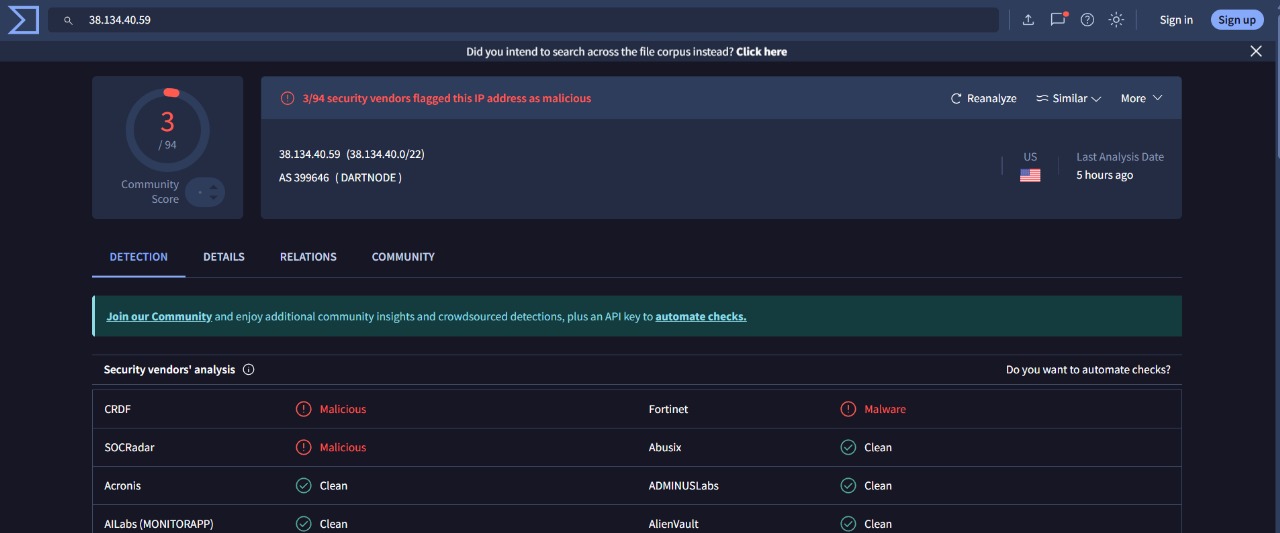 38.134.40.59
Sign in
Sign up
Did you intend to search across the file corpus instead? Click here
3
/ 94
Community
Score
3/94 security vendors flagged this IP address as malicious
Reanalyze
Similar
More
38.134.40.59 (38.134.40.0/22)
AS 399646 ( DARTNODE )
US
Last Analysis Date
5 hours ago
DETECTION
DETAILS
RELATIONS
COMMUNITY
Join our Community and enjoy additional community insights and crowdsourced detections, plus an API key to automate checks.
Security vendors' analysis
Do you want to automate checks?
CRDF Malicious Fortinet Malware
SOCRadar Malicious Abusix Clean
Acronis Clean ADMINUSLabs Clean
AILabs (MONITORAPP) Clean AlienVault Clean